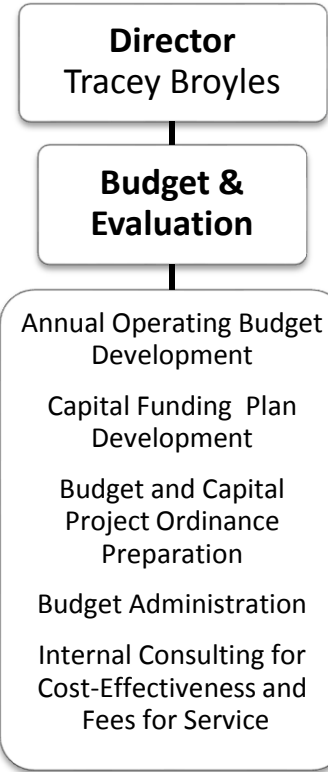 Director
Tracey Broyles
Budget &
Evaluation
Annual Operating Budget
Development
Capital Funding Plan
Development
Budget and Capital
Project Ordinance
Preparation
Budget Administration
Internal Consulting for
Cost-Effectiveness and
Fees for Service